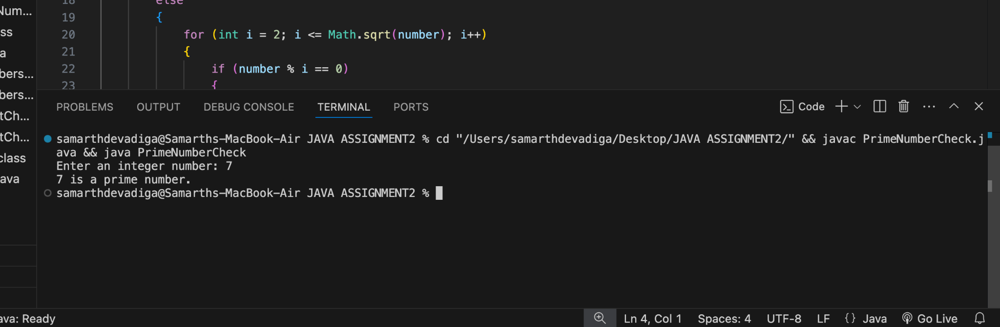 Num...
ss
a
bers...
bers...
tCh...
tCh...
class
ava
18 else
19 {
20 for (int i = 2; i <= Math.sqrt(number); i++)
21 {
22 if (number % i == 0)
23 {
PROBLEMS OUTPUT DEBUG CONSOLE TERMINAL PORTS Code
samarthdevadiga@Samarths-MacBook-Air JAVA ASSIGNMENT2 % cd "/Users/samarthdevadiga/Desktop/JAVA ASSIGNMENT2/" && javac PrimeNumberCheck.j
ava && java PrimeNumberCheck
Enter an integer number: 7
7 is a prime number.
samarthdevadiga@Samarths-MacBook-Air JAVA ASSIGNMENT2 %
ava: Ready Ln 4, Col 1 Spaces: 4 UTF-8 LF {} Java Go Live